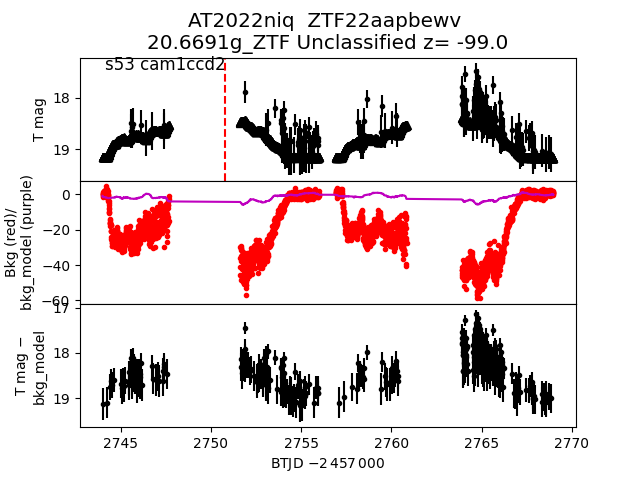 AT2022niq  ZTF22aapbewv
20.6691g_ZTF Unclassified z= -99.0
s53 cam1ccd2
T mag
18
19
Bkg (red)/
bkg_model (purple)
0
−20
−40
−60
T mag −
bkg_model
17
18
19
2745 2750 2755 2760 2765 2770
BTJD −2 457 000